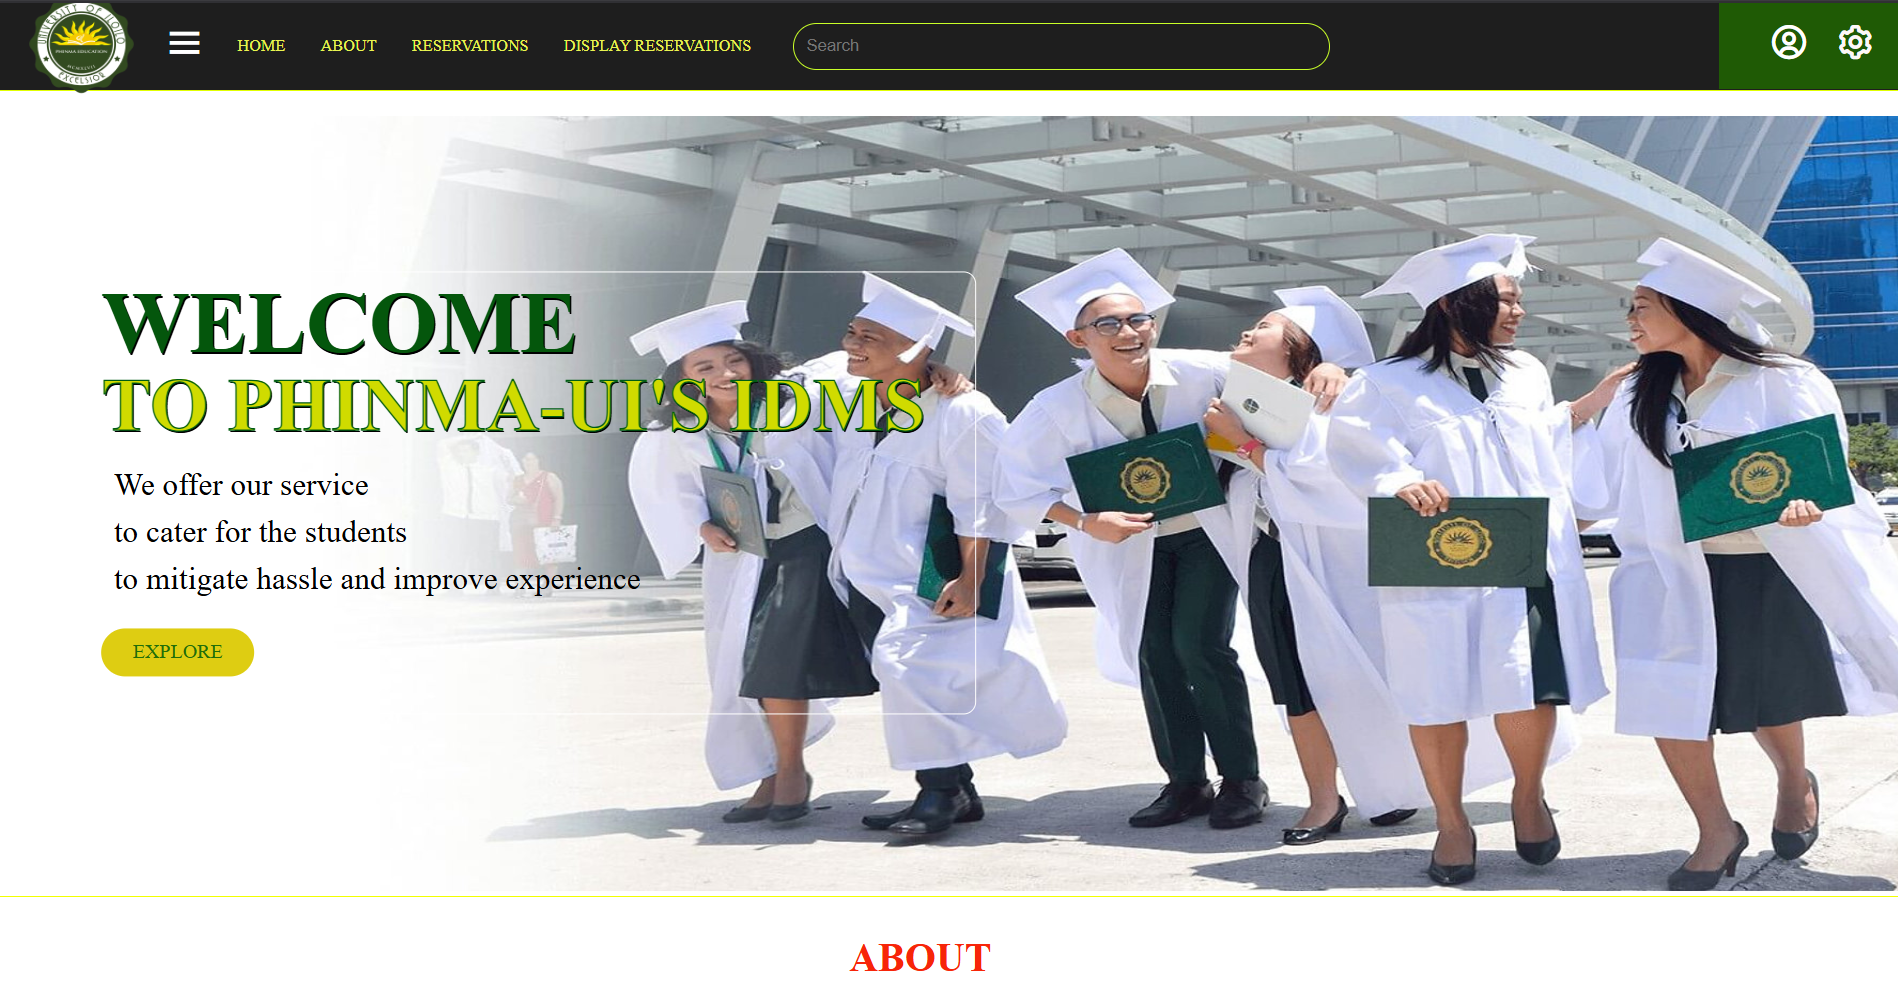 UNIVERSITY OF ILOILO
PHINMA EDUCATION
MCMXLVII
EXCELSIOR
HOME
ABOUT
RESERVATIONS
DISPLAY RESERVATIONS
Search
WELCOME
TO PHINMA-UI'S IDMS
We offer our service
to cater for the students
to mitigate hassle and improve experience
EXPLORE
ABOUT